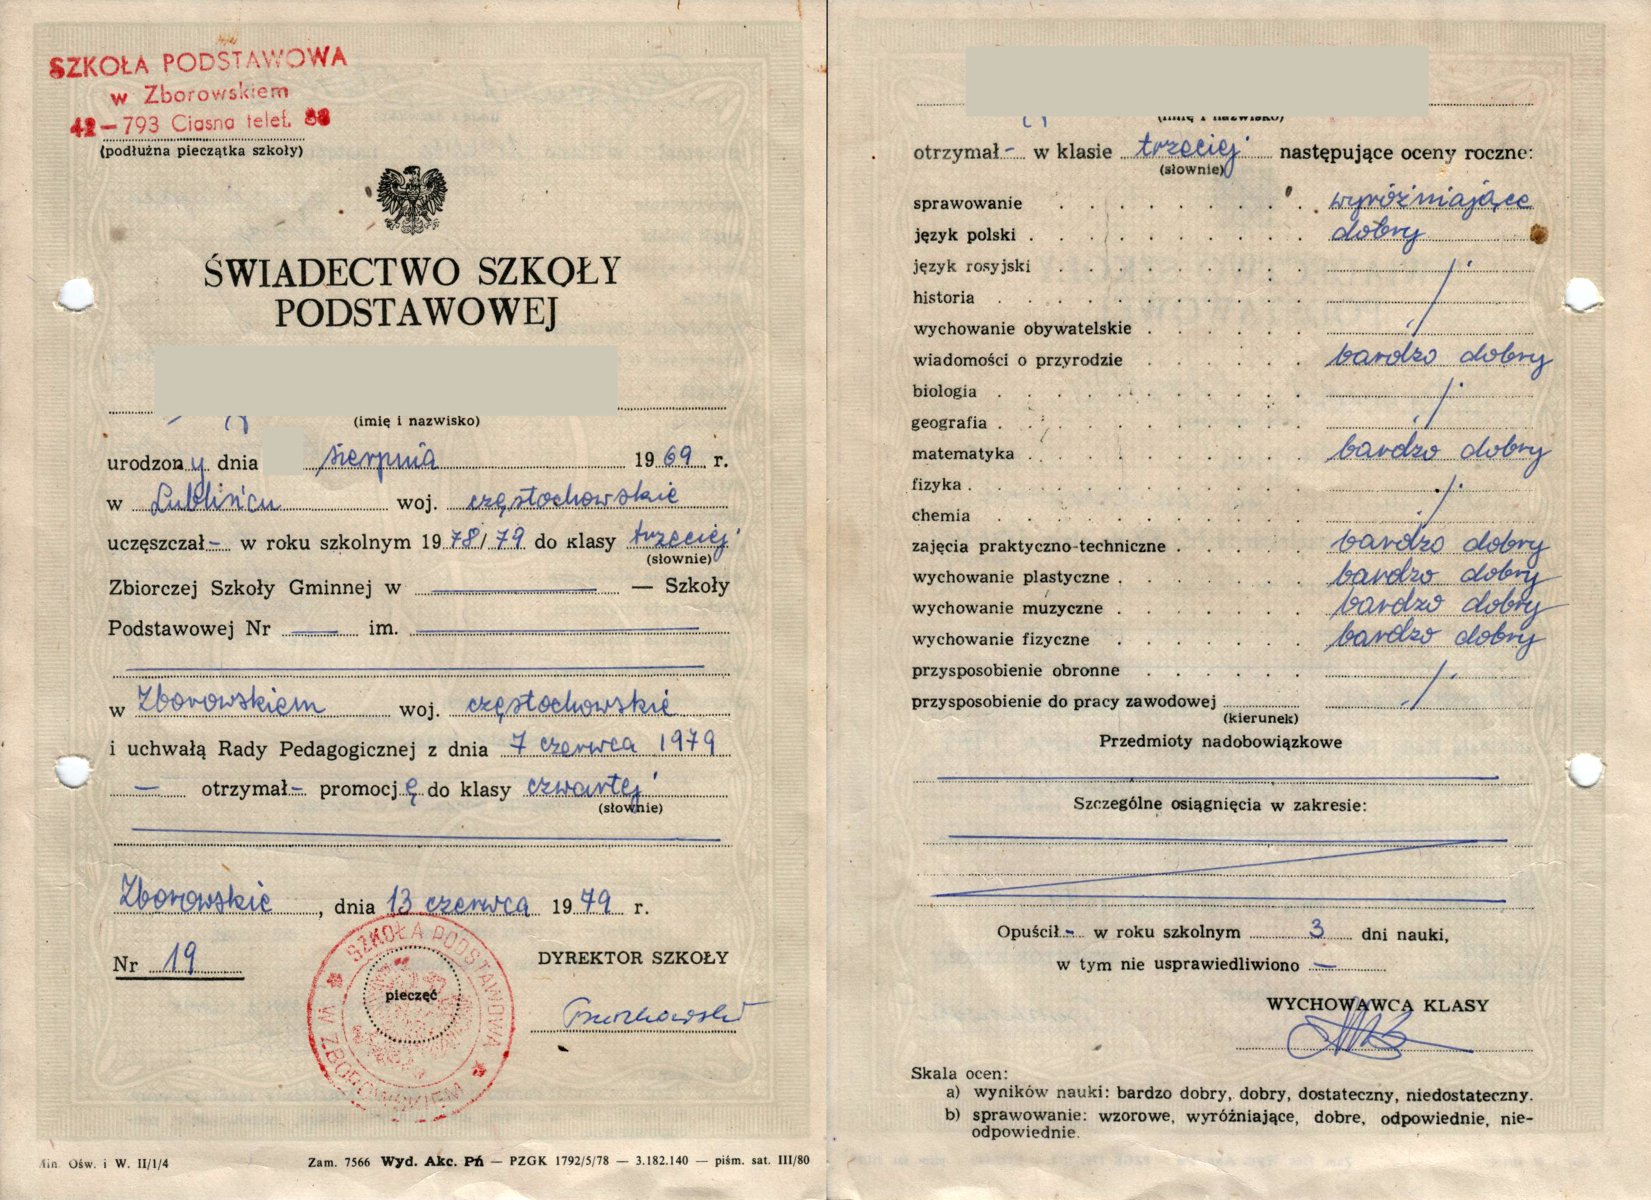 SZKOŁA PODSTAWOWA
w Zborowskiem
42-793 Ciasna telef. 88
(podłużna pieczątka szkoły)
ŚWIADECTWO SZKOŁY
PODSTAWOWEJ
(imię i nazwisko)
urodzony dnia sierpnia 1969 r.
w Lublińcu woj. częstochowskie
uczęszczał- w roku szkolnym 1978/79 do klasy trzeciej
(słownie)
Zbiorczej Szkoły Gminnej w — — Szkoły
Podstawowej Nr — im. —
w Zborowskiem woj. częstochowskie
i uchwałą Rady Pedagogicznej z dnia 7 czerwca 1979
— otrzymał- promocję do klasy czwartej
(słownie)
Zborowskie, dnia 13 czerwca 1979 r.
Nr 19
DYREKTOR SZKOŁY
pieczęć
SZKOŁA PODSTAWOWA W ZBOROWSKIEM
Min. Ośw. i W. II/1/4
Zam. 7566 Wyd. Akc. Pń — PZGK 1792/5/78 — 3.182.140 — piśm. sat. III/80
(imię i nazwisko)
otrzymał- w klasie trzeciej następujące oceny roczne:
(słownie)
sprawowanie . . . . . . . . . wyróżniające
język polski . . . . . . . . . . dobry
język rosyjski . . . . . . . . .
historia . . . . . . . . . . .
wychowanie obywatelskie . . . . . .
wiadomości o przyrodzie . . . . . . bardzo dobry
biologia . . . . . . . . . . .
geografia . . . . . . . . . . .
matematyka . . . . . . . . . . bardzo dobry
fizyka . . . . . . . . . . . .
chemia . . . . . . . . . . .
zajęcia praktyczno-techniczne . . . . . bardzo dobry
wychowanie plastyczne . . . . . . . bardzo dobry
wychowanie muzyczne . . . . . . . bardzo dobry
wychowanie fizyczne . . . . . . . bardzo dobry
przysposobienie obronne . . . . . .
przysposobienie do pracy zawodowej
(kierunek)
Przedmioty nadobowiązkowe
Szczególne osiągnięcia w zakresie:
Opuścił- w roku szkolnym 3 dni nauki,
w tym nie usprawiedliwiono —
WYCHOWAWCA KLASY
Skala ocen:
a) wyników nauki: bardzo dobry, dobry, dostateczny, niedostateczny.
b) sprawowanie: wzorowe, wyróżniające, dobre, odpowiednie, nie-
odpowiednie.